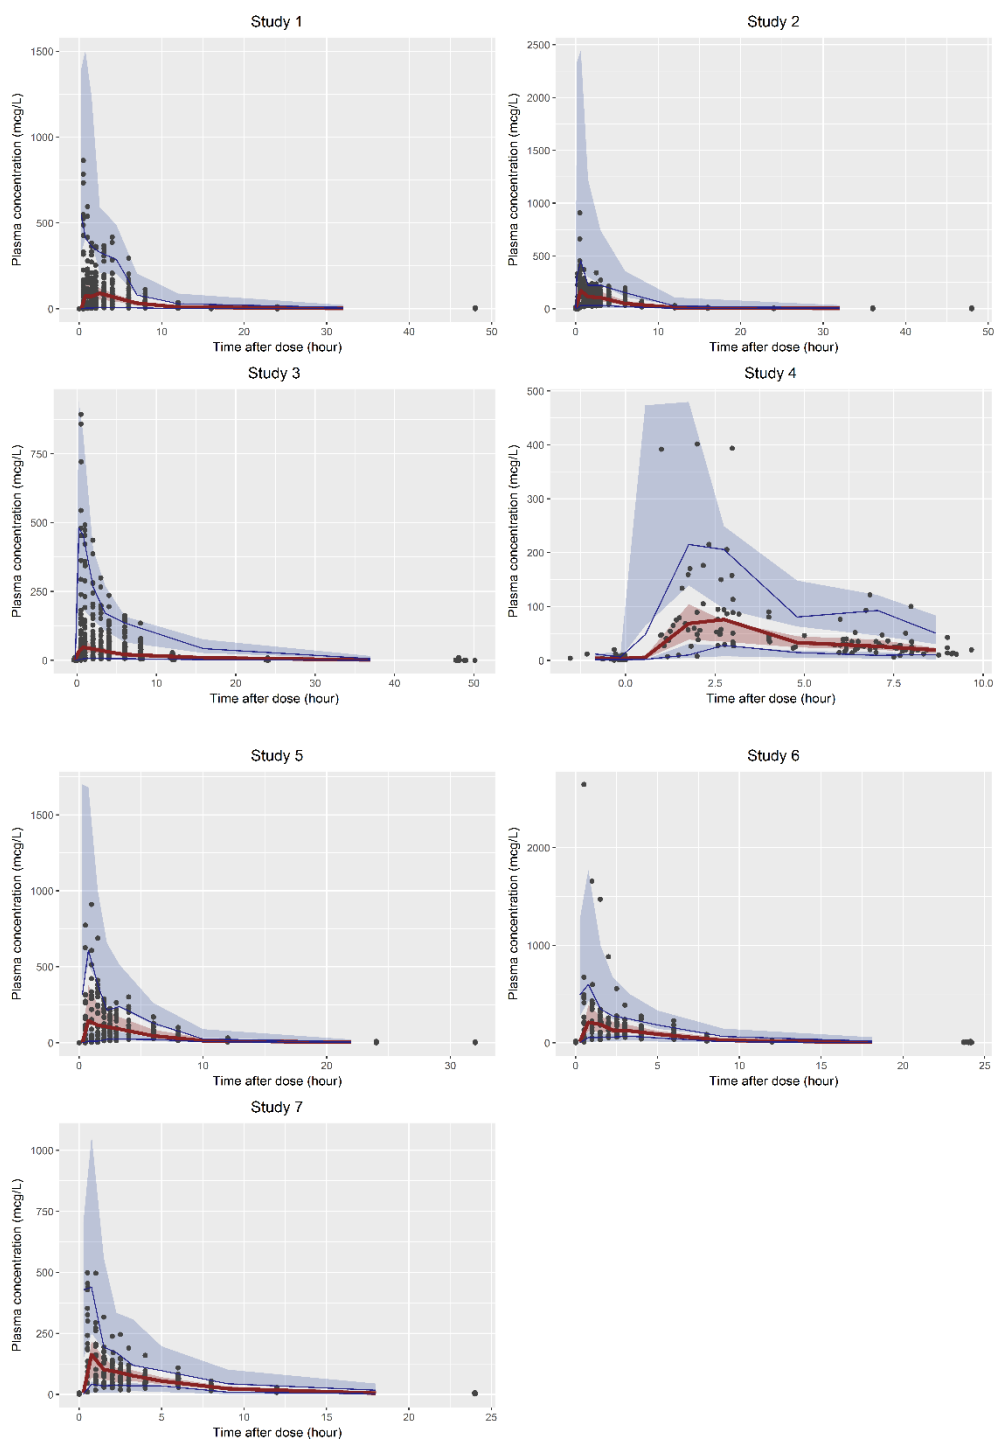 Study 1
Plasma concentration (mcg/L)
1500
1000
500
0
0 10 20 30 40 50
Time after dose (hour)
Study 2
Plasma concentration (mcg/L)
2500
2000
1500
1000
500
0
0 10 20 30 40 50
Time after dose (hour)
Study 3
Plasma concentration (mcg/L)
750
500
250
0
0 10 20 30 40 50
Time after dose (hour)
Study 4
Plasma concentration (mcg/L)
500
400
300
200
100
0
0.0 2.5 5.0 7.5 10.0
Time after dose (hour)
Study 5
Plasma concentration (mcg/L)
1500
1000
500
0
0 10 20 30
Time after dose (hour)
Study 6
Plasma concentration (mcg/L)
2000
1000
0
0 5 10 15 20 25
Time after dose (hour)
Study 7
Plasma concentration (mcg/L)
1000
750
500
250
0
0 5 10 15 20 25
Time after dose (hour)